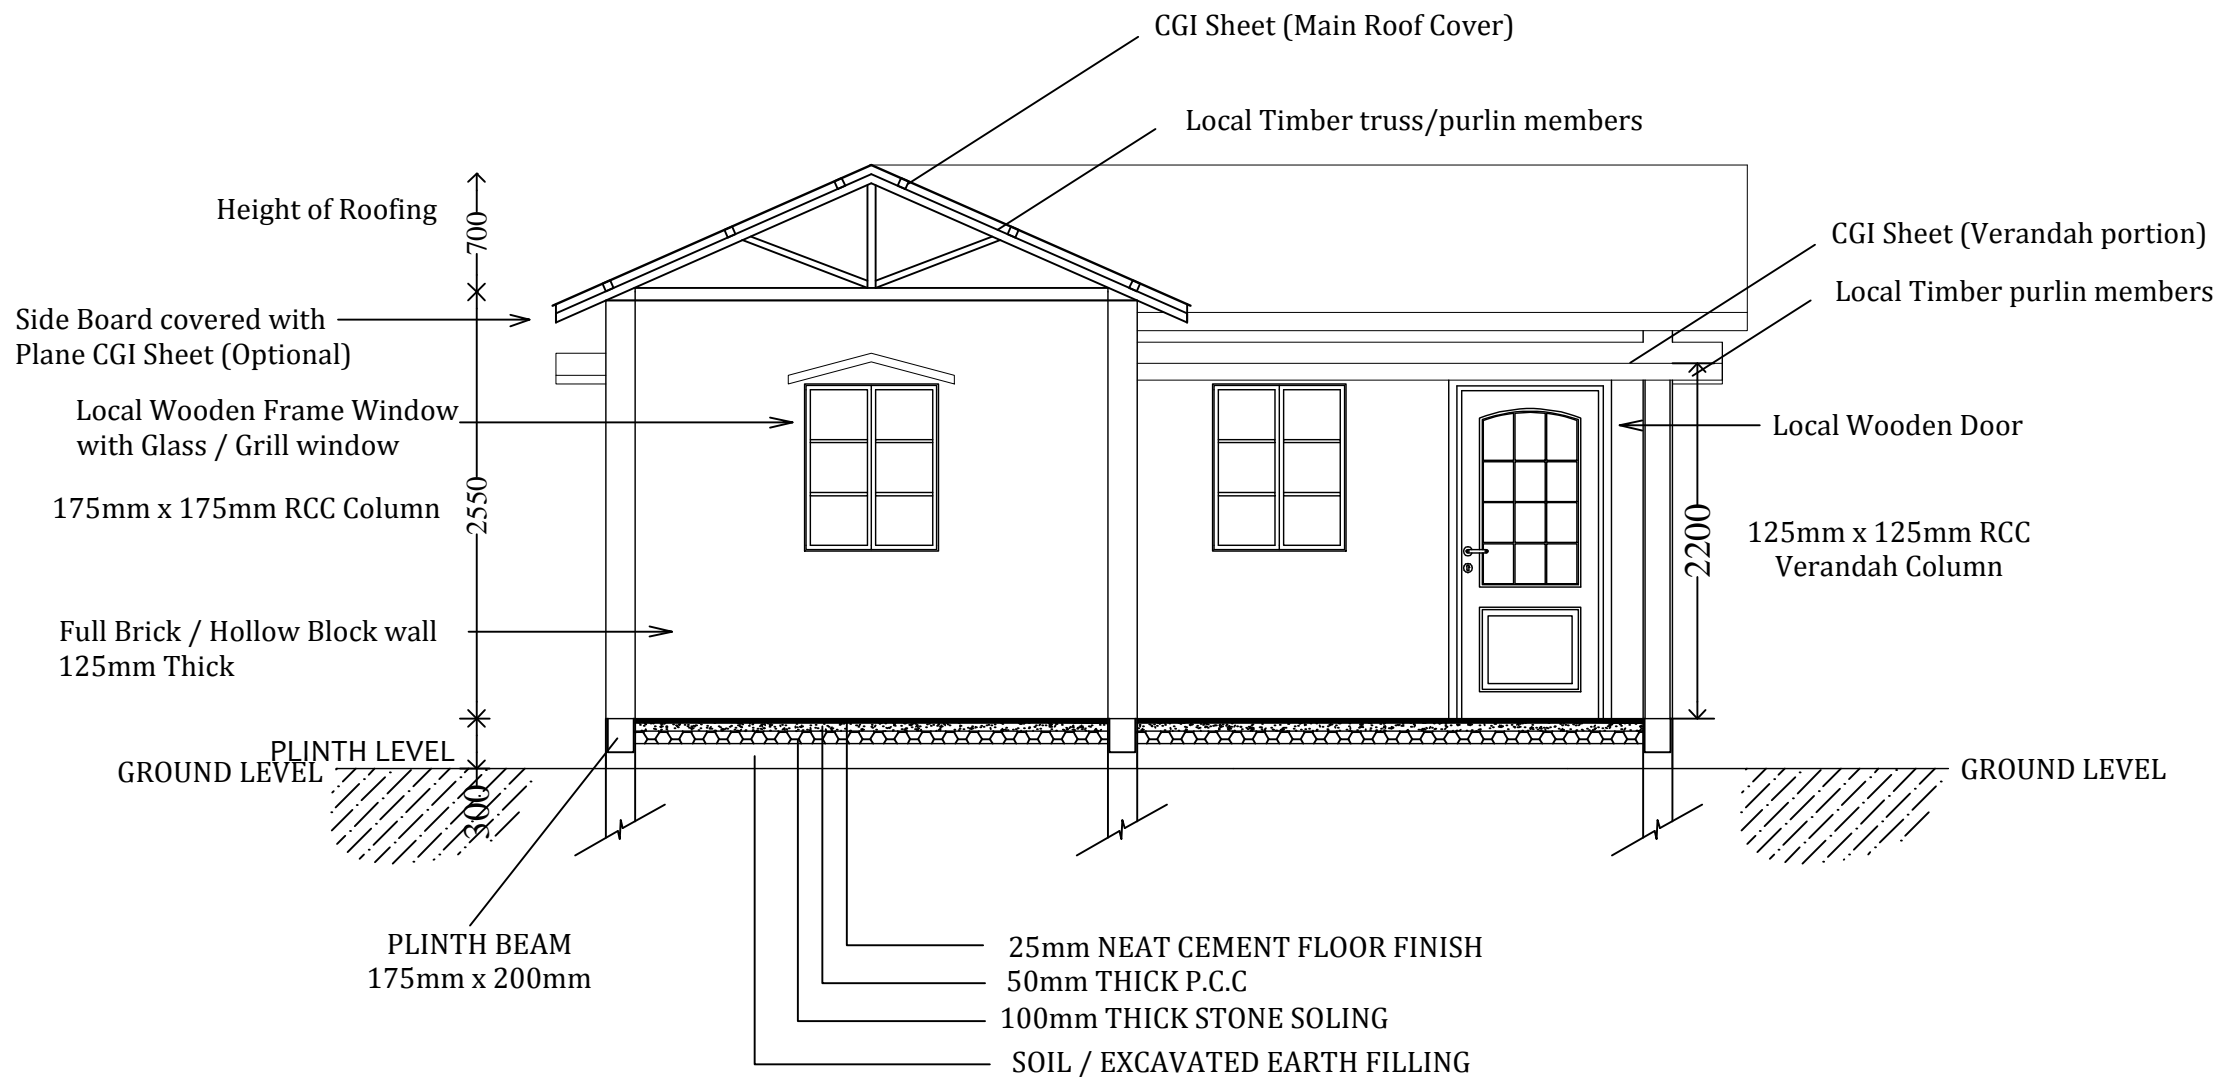 CGI Sheet (Main Roof Cover)
Local Timber truss/purlin members
Height of Roofing
700
CGI Sheet (Verandah portion)
Local Timber purlin members
Side Board covered with
Plane CGI Sheet (Optional)
Local Wooden Frame Window
with Glass / Grill window
Local Wooden Door
175mm x 175mm RCC Column
2550
2200
125mm x 125mm RCC
Verandah Column
Full Brick / Hollow Block wall
125mm Thick
PLINTH LEVEL
GROUND LEVEL
GROUND LEVEL
300
PLINTH BEAM
175mm x 200mm
25mm NEAT CEMENT FLOOR FINISH
50mm THICK P.C.C
100mm THICK STONE SOLING
SOIL / EXCAVATED EARTH FILLING